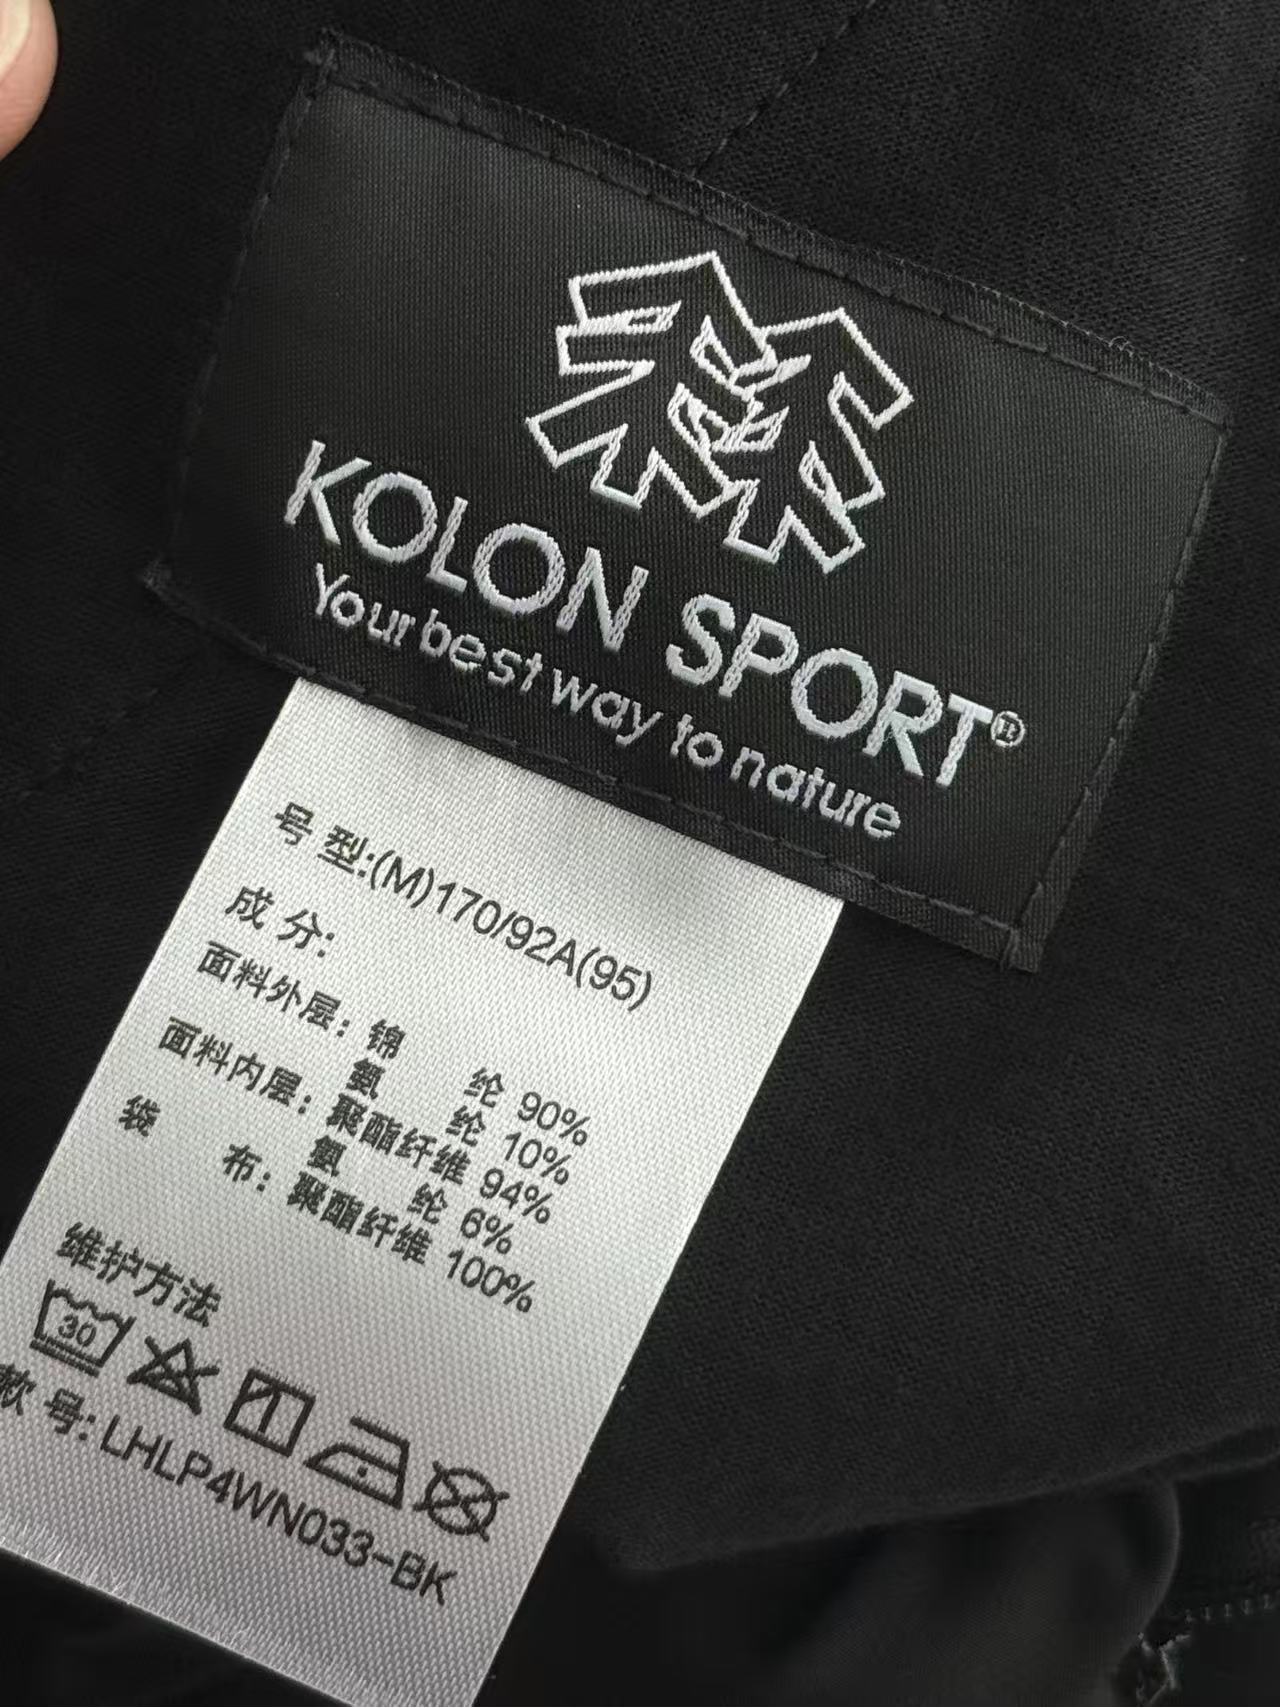 KOLON SPORT®
Your best way to nature
号 型:(M)170/92A(95)
成 分:
面料外层: 锦 纶 90%
氨 纶 10%
面料内层: 聚酯纤维 94%
氨 纶 6%
袋 布: 聚酯纤维 100%
维护方法
30
款 号: LHLP4WN033-BK